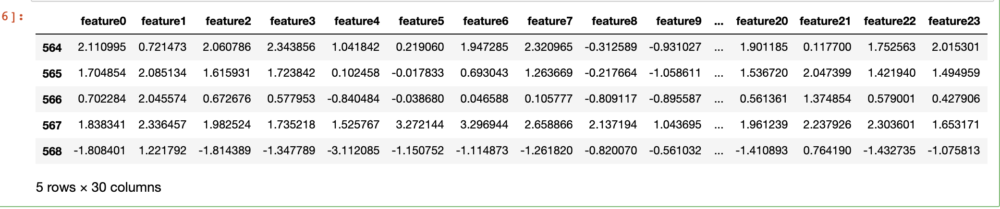 6]:
feature0 feature1 feature2 feature3 feature4 feature5 feature6 feature7 feature8 feature9 ... feature20 feature21 feature22 feature23
564 2.110995 0.721473 2.060786 2.343856 1.041842 0.219060 1.947285 2.320965 -0.312589 -0.931027 ... 1.901185 0.117700 1.752563 2.015301
565 1.704854 2.085134 1.615931 1.723842 0.102458 -0.017833 0.693043 1.263669 -0.217664 -1.058611 ... 1.536720 2.047399 1.421940 1.494959
566 0.702284 2.045574 0.672676 0.577953 -0.840484 -0.038680 0.046588 0.105777 -0.809117 -0.895587 ... 0.561361 1.374854 0.579001 0.427906
567 1.838341 2.336457 1.982524 1.735218 1.525767 3.272144 3.296944 2.658866 2.137194 1.043695 ... 1.961239 2.237926 2.303601 1.653171
568 -1.808401 1.221792 -1.814389 -1.347789 -3.112085 -1.150752 -1.114873 -1.261820 -0.820070 -0.561032 ... -1.410893 0.764190 -1.432735 -1.075813
5 rows × 30 columns